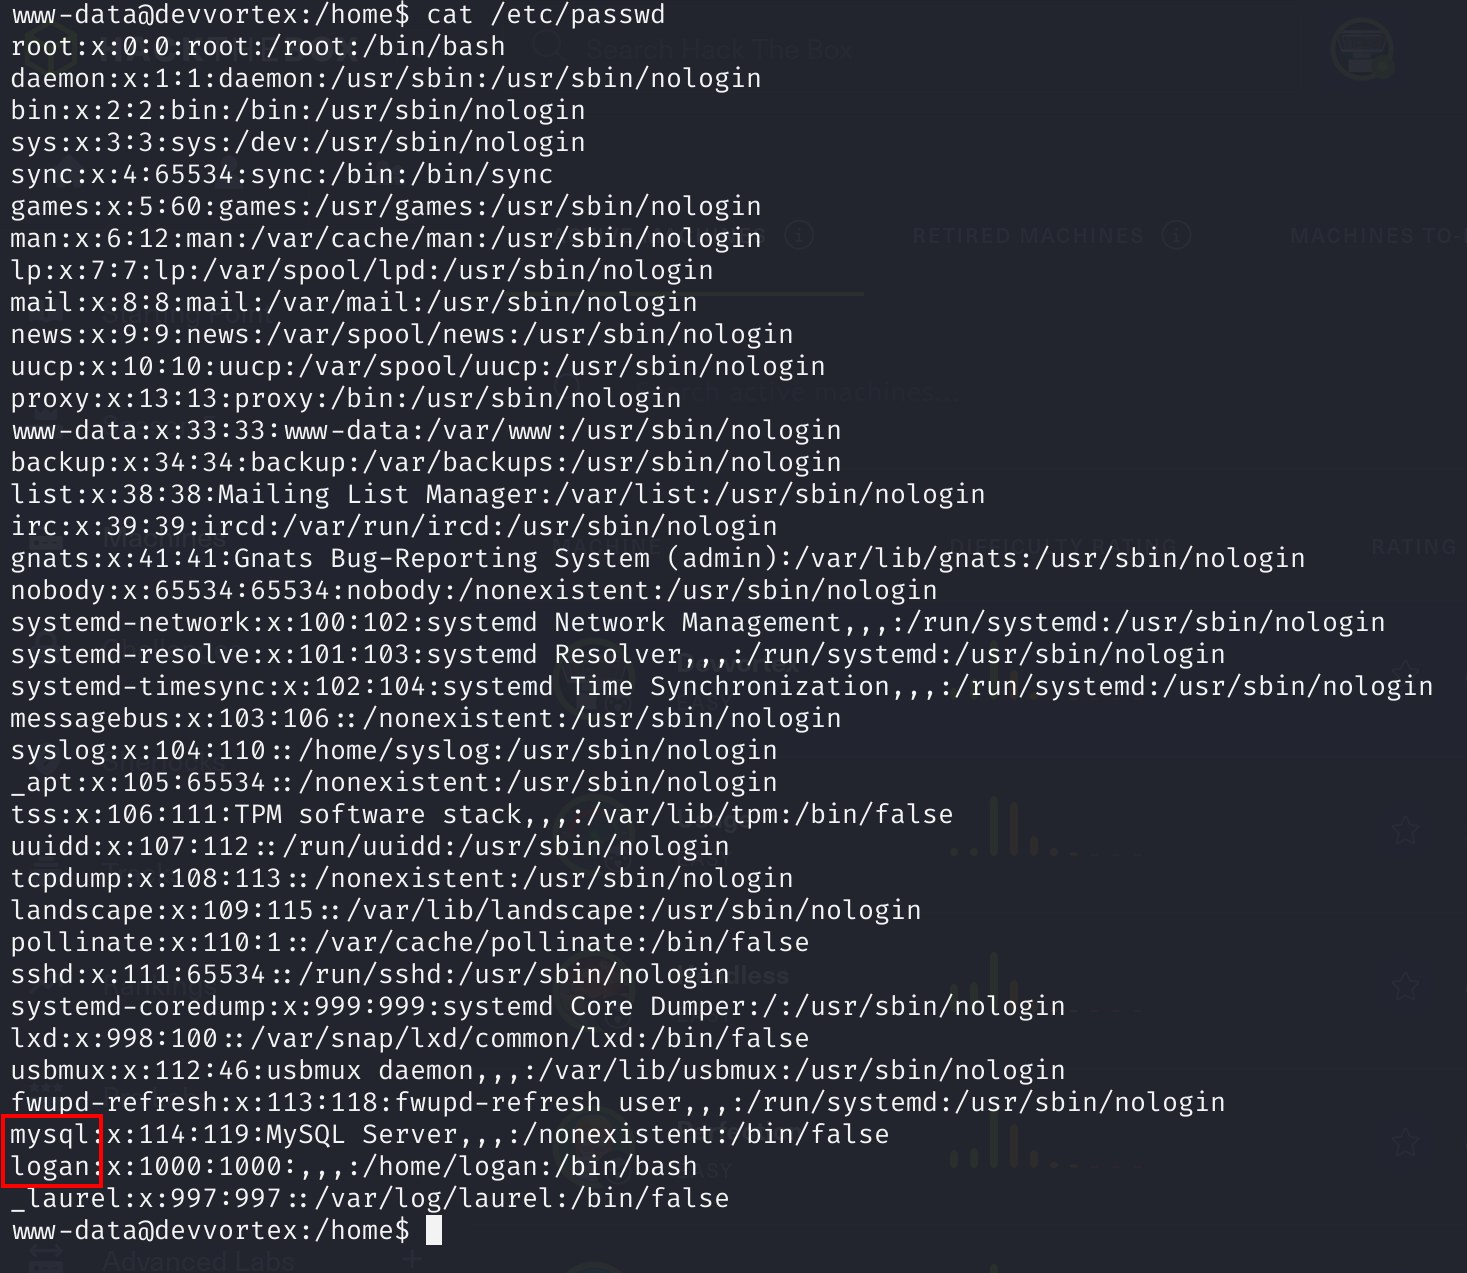 www-data@devvortex:/home$ cat /etc/passwd
root:x:0:0:root:/root:/bin/bash
daemon:x:1:1:daemon:/usr/sbin:/usr/sbin/nologin
bin:x:2:2:bin:/bin:/usr/sbin/nologin
sys:x:3:3:sys:/dev:/usr/sbin/nologin
sync:x:4:65534:sync:/bin:/bin/sync
games:x:5:60:games:/usr/games:/usr/sbin/nologin
man:x:6:12:man:/var/cache/man:/usr/sbin/nologin
lp:x:7:7:lp:/var/spool/lpd:/usr/sbin/nologin
mail:x:8:8:mail:/var/mail:/usr/sbin/nologin
news:x:9:9:news:/var/spool/news:/usr/sbin/nologin
uucp:x:10:10:uucp:/var/spool/uucp:/usr/sbin/nologin
proxy:x:13:13:proxy:/bin:/usr/sbin/nologin
www-data:x:33:33:www-data:/var/www:/usr/sbin/nologin
backup:x:34:34:backup:/var/backups:/usr/sbin/nologin
list:x:38:38:Mailing List Manager:/var/list:/usr/sbin/nologin
irc:x:39:39:ircd:/var/run/ircd:/usr/sbin/nologin
gnats:x:41:41:Gnats Bug-Reporting System (admin):/var/lib/gnats:/usr/sbin/nologin
nobody:x:65534:65534:nobody:/nonexistent:/usr/sbin/nologin
systemd-network:x:100:102:systemd Network Management,,,:/run/systemd:/usr/sbin/nologin
systemd-resolve:x:101:103:systemd Resolver,,,:/run/systemd:/usr/sbin/nologin
systemd-timesync:x:102:104:systemd Time Synchronization,,,:/run/systemd:/usr/sbin/nologin
messagebus:x:103:106::/nonexistent:/usr/sbin/nologin
syslog:x:104:110::/home/syslog:/usr/sbin/nologin
_apt:x:105:65534::/nonexistent:/usr/sbin/nologin
tss:x:106:111:TPM software stack,,,:/var/lib/tpm:/bin/false
uuidd:x:107:112::/run/uuidd:/usr/sbin/nologin
tcpdump:x:108:113::/nonexistent:/usr/sbin/nologin
landscape:x:109:115::/var/lib/landscape:/usr/sbin/nologin
pollinate:x:110:1::/var/cache/pollinate:/bin/false
sshd:x:111:65534::/run/sshd:/usr/sbin/nologin
systemd-coredump:x:999:999:systemd Core Dumper:/:/usr/sbin/nologin
lxd:x:998:100::/var/snap/lxd/common/lxd:/bin/false
usbmux:x:112:46:usbmux daemon,,,:/var/lib/usbmux:/usr/sbin/nologin
fwupd-refresh:x:113:118:fwupd-refresh user,,,:/run/systemd:/usr/sbin/nologin
mysql:x:114:119:MySQL Server,,,:/nonexistent:/bin/false
logan:x:1000:1000:,,,:/home/logan:/bin/bash
_laurel:x:997:997::/var/log/laurel:/bin/false
www-data@devvortex:/home$
Search Hack The Box
RETIRED MACHINES
MACHINES TO
RATING
Advanced Labs